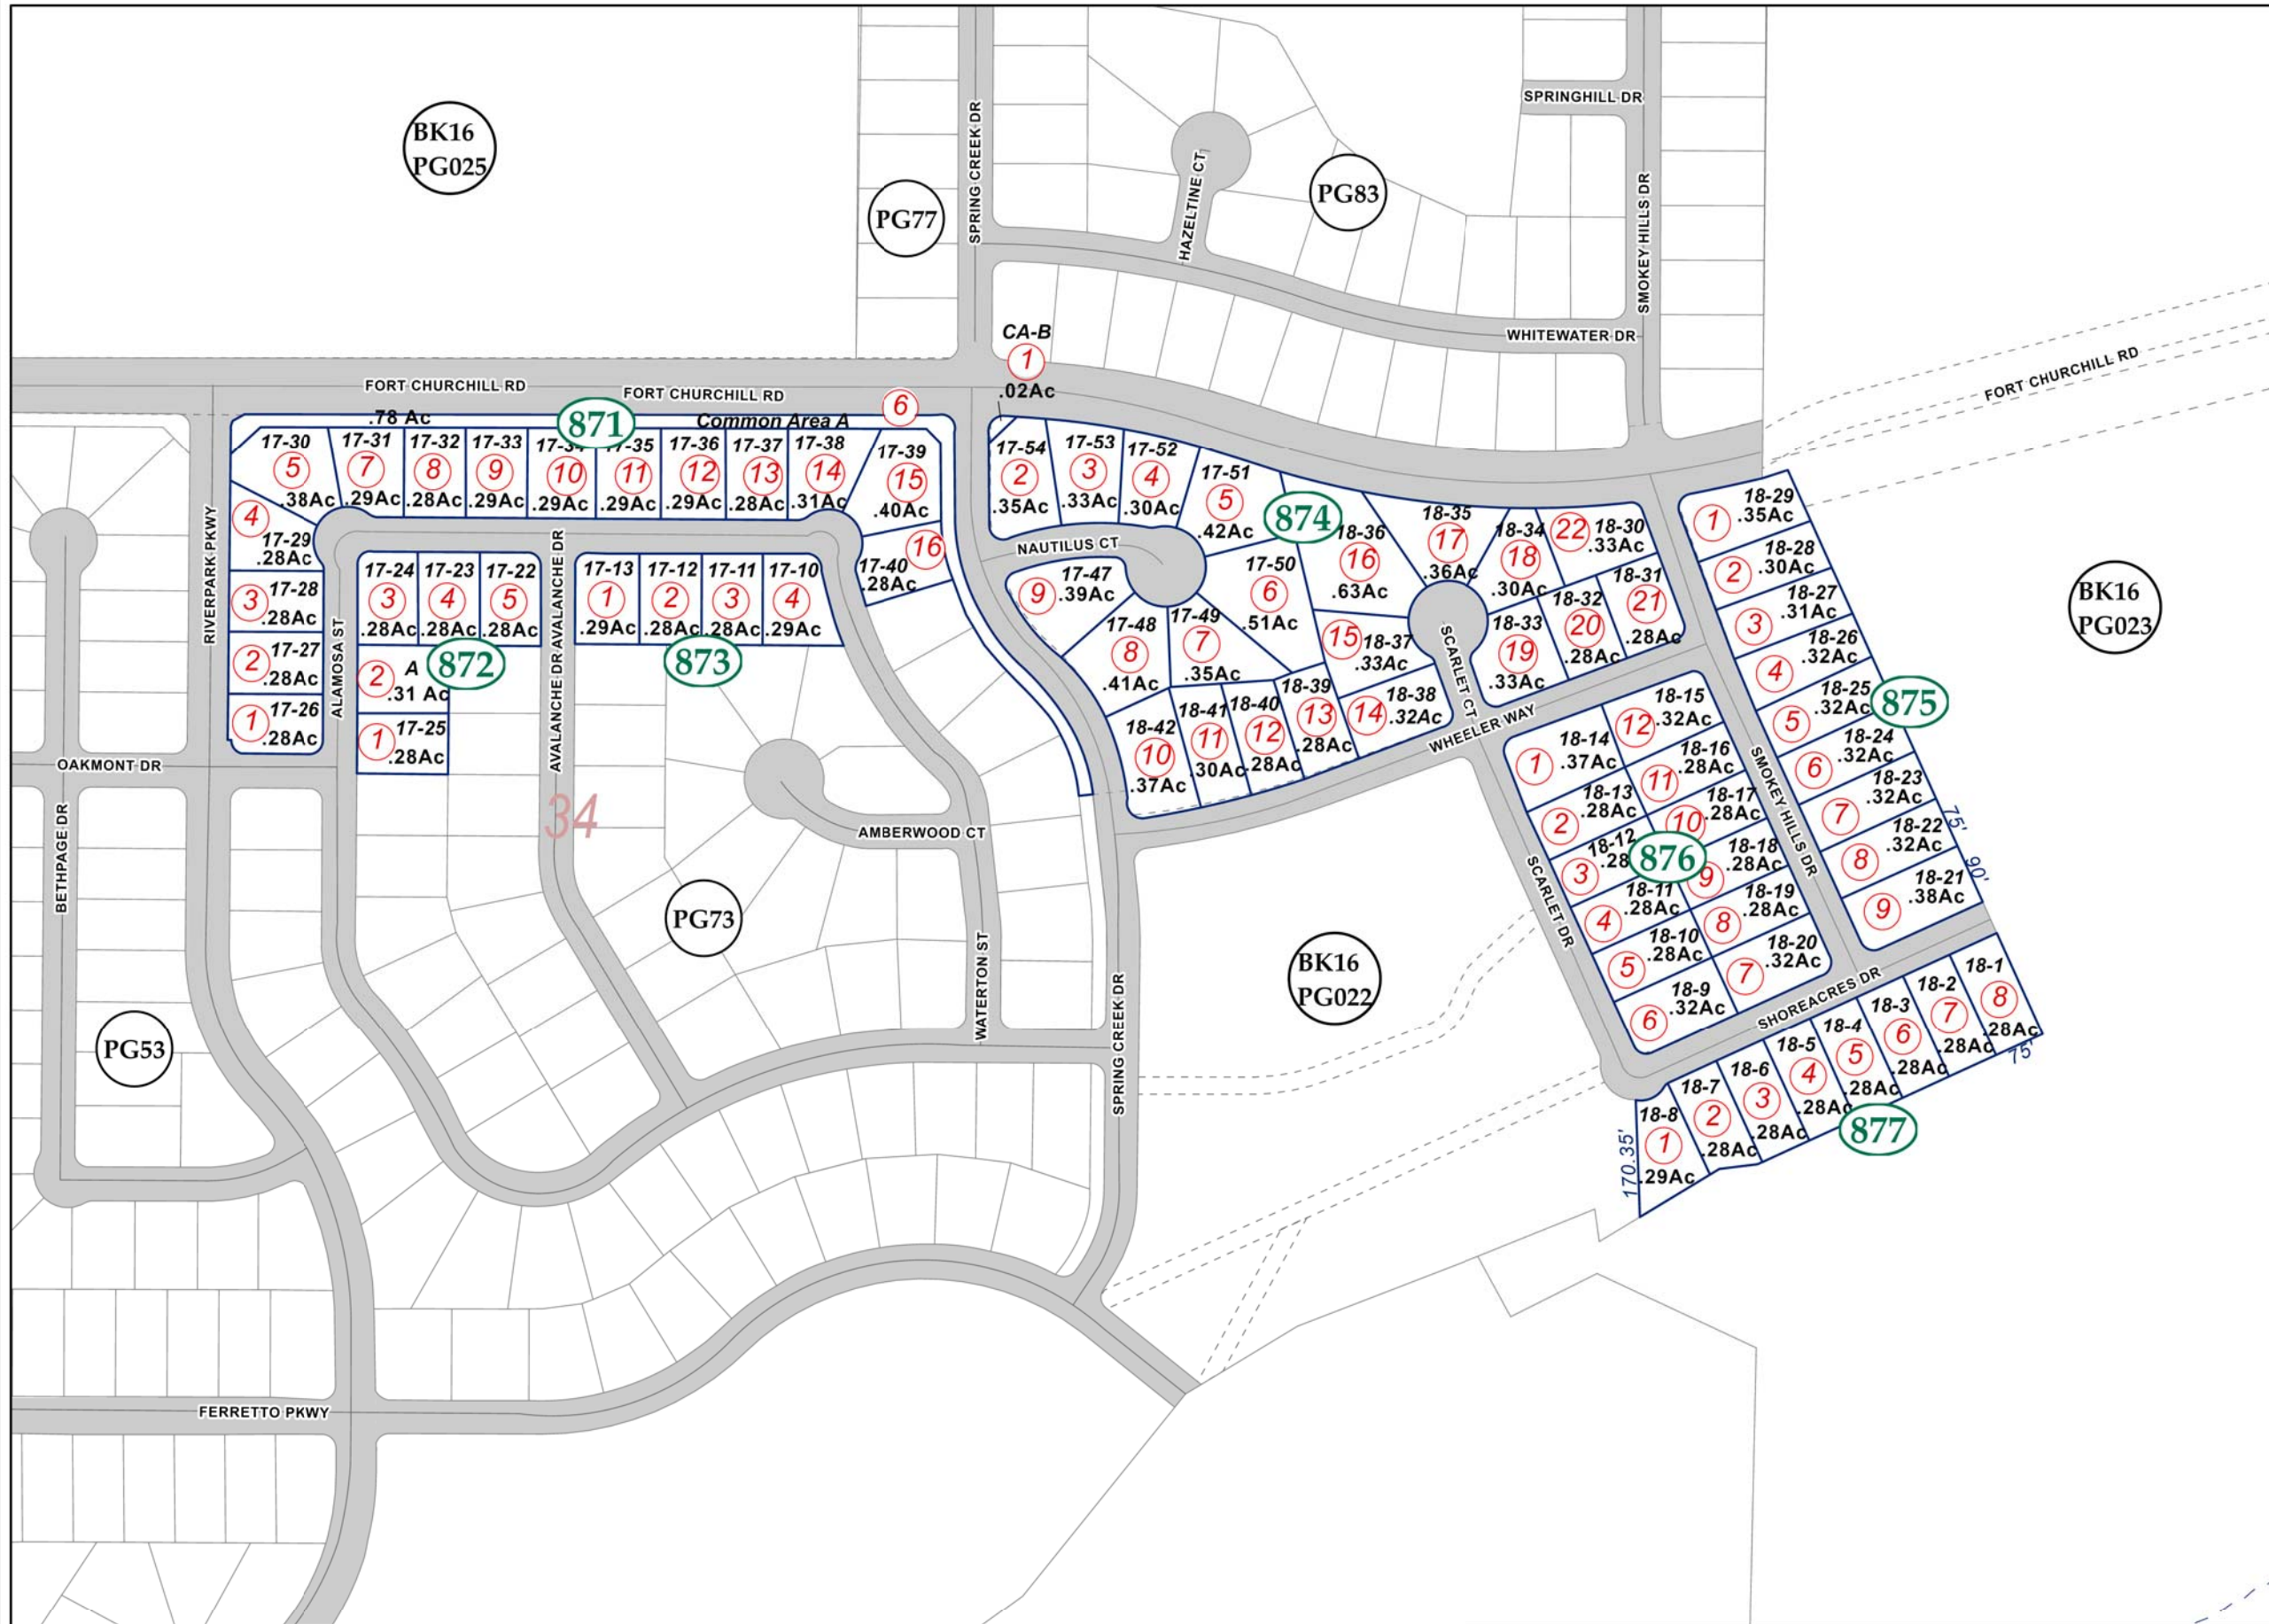 BK16
PG025
PG77
SPRING CREEK DR
HAZELTINE CT
PG83
SPRINGHILL DR
SMOKEY HILLS DR
WHITEWATER DR
FORT CHURCHILL RD
FORT CHURCHILL RD
FORT CHURCHILL RD
CA-B
1
.02Ac
.78 Ac
871
Common Area A
6
17-30
5
.38Ac
17-31
7
.29Ac
17-32
8
.28Ac
17-33
9
.29Ac
17-34
10
.29Ac
17-35
11
.29Ac
17-36
12
.29Ac
17-37
13
.28Ac
17-38
14
.31Ac
17-39
15
.40Ac
17-40
16
.28Ac
4
17-29
.28Ac
3
17-28
.28Ac
2
17-27
.28Ac
1
17-26
.28Ac
RIVERPARK PKWY
ALAMOSA ST
OAKMONT DR
BETHPAGE DR
17-24
3
.28Ac
17-23
4
.28Ac
17-22
5
.28Ac
872
2
A
.31 Ac
1
17-25
.28Ac
AVALANCHE DR
AVALANCHE DR
17-13
1
.29Ac
17-12
2
.28Ac
17-11
3
.28Ac
17-10
4
.29Ac
873
34
AMBERWOOD CT
PG73
WATERTON ST
SPRING CREEK DR
PG53
FERRETTO PKWY
17-54
2
.35Ac
17-53
3
.33Ac
17-52
4
.30Ac
17-51
5
.42Ac
874
NAUTILUS CT
9
17-47
.39Ac
17-48
8
.41Ac
17-49
7
.35Ac
17-50
6
.51Ac
18-36
16
.63Ac
18-35
17
.36Ac
18-34
18
.30Ac
22
18-30
.33Ac
18-31
21
.28Ac
18-32
20
.28Ac
18-33
19
.33Ac
15
18-37
.33Ac
14
18-38
.32Ac
18-39
13
.28Ac
18-40
12
.28Ac
18-41
11
.30Ac
18-42
10
.37Ac
SCARLET CT
WHEELER WAY
18-29
1
.35Ac
18-28
2
.30Ac
18-27
3
.31Ac
18-26
4
.32Ac
18-25
5
.32Ac
875
18-24
6
.32Ac
18-23
7
.32Ac
18-22
8
.32Ac
18-21
9
.38Ac
75'
90'
SMOKEY HILLS DR
18-15
12
.32Ac
18-14
1
.37Ac
18-16
11
.28Ac
18-13
2
.28Ac
18-17
10
.28Ac
18-12
3
.28
876
18-18
9
.28Ac
18-11
4
.28Ac
18-19
8
.28Ac
18-10
5
.28Ac
18-20
7
.32Ac
18-9
6
.32Ac
SCARLET DR
SHOREACRES DR
18-1
8
.28Ac
18-2
7
.28Ac
18-3
6
.28Ac
18-4
5
.28Ac
18-5
4
.28Ac
18-6
3
.28Ac
18-7
2
.28Ac
18-8
1
.29Ac
75'
170.35'
877
BK16
PG022
BK16
PG023